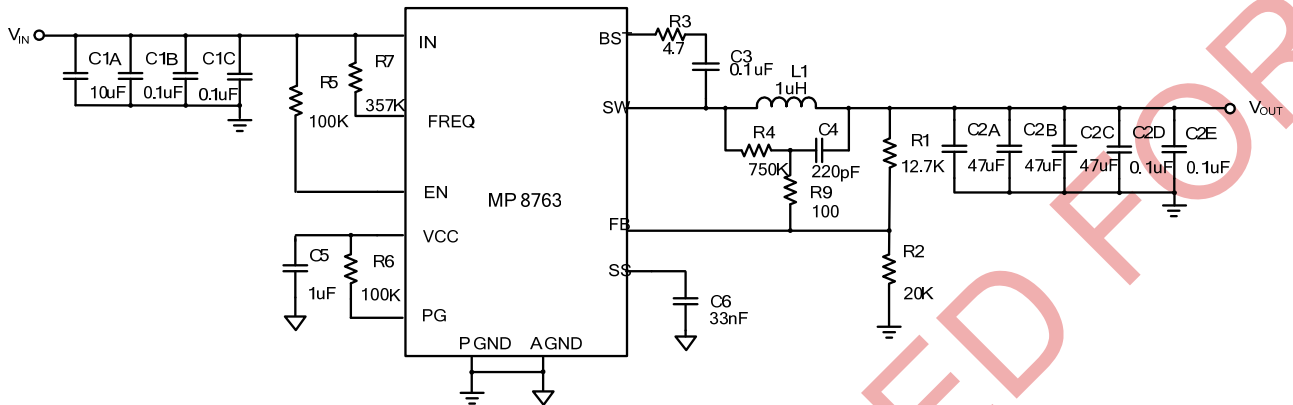 VIN
C1A
10uF
C1B
0.1uF
C1C
0.1uF
R5
100K
R7
357K
IN
FREQ
EN
VCC
PG
C5
1uF
R6
100K
MP8763
PGND
AGND
BST
SW
FB
SS
R3
4.7
C3
0.1uF
L1
1uH
R4
750K
C4
220pF
R9
100
C6
33nF
R1
12.7K
R2
20K
C2A
47uF
C2B
47uF
C2C
47uF
C2D
0.1uF
C2E
0.1uF
VOUT
ED FOR